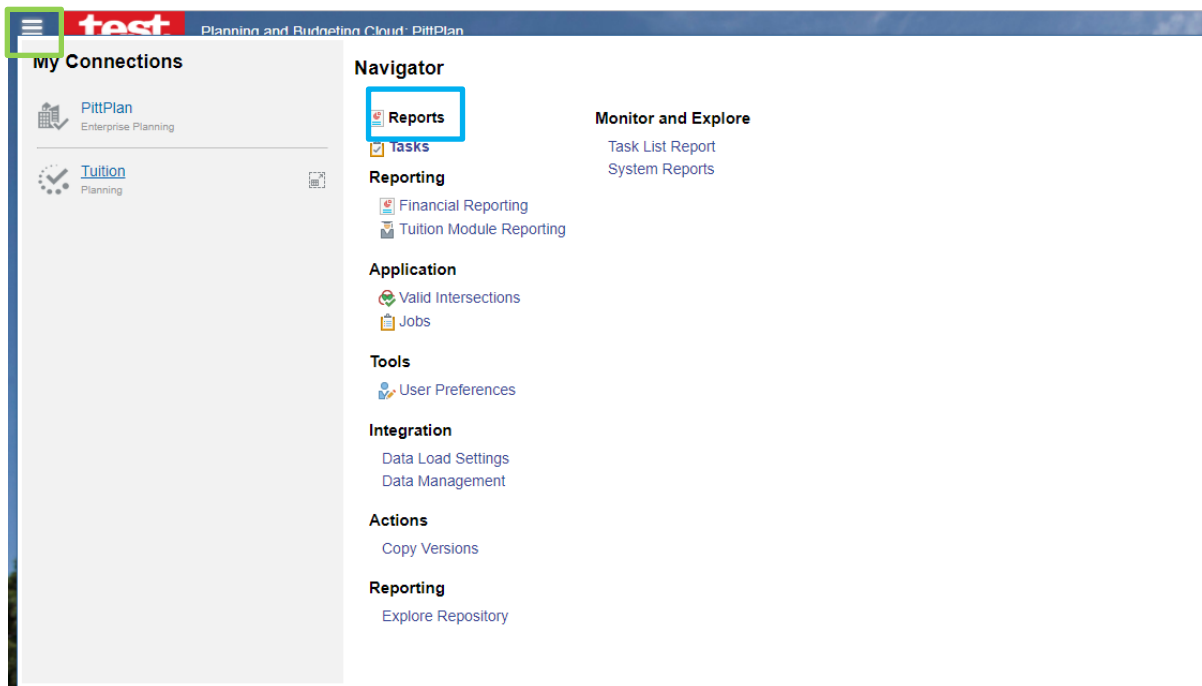 test
Planning and Budgeting Cloud: PittPlan
My Connections
PittPlan
Enterprise Planning
Tuition
Planning
Navigator
Reports
Tasks
Reporting
Financial Reporting
Tuition Module Reporting
Application
Valid Intersections
Jobs
Tools
User Preferences
Integration
Data Load Settings
Data Management
Actions
Copy Versions
Reporting
Explore Repository
Monitor and Explore
Task List Report
System Reports